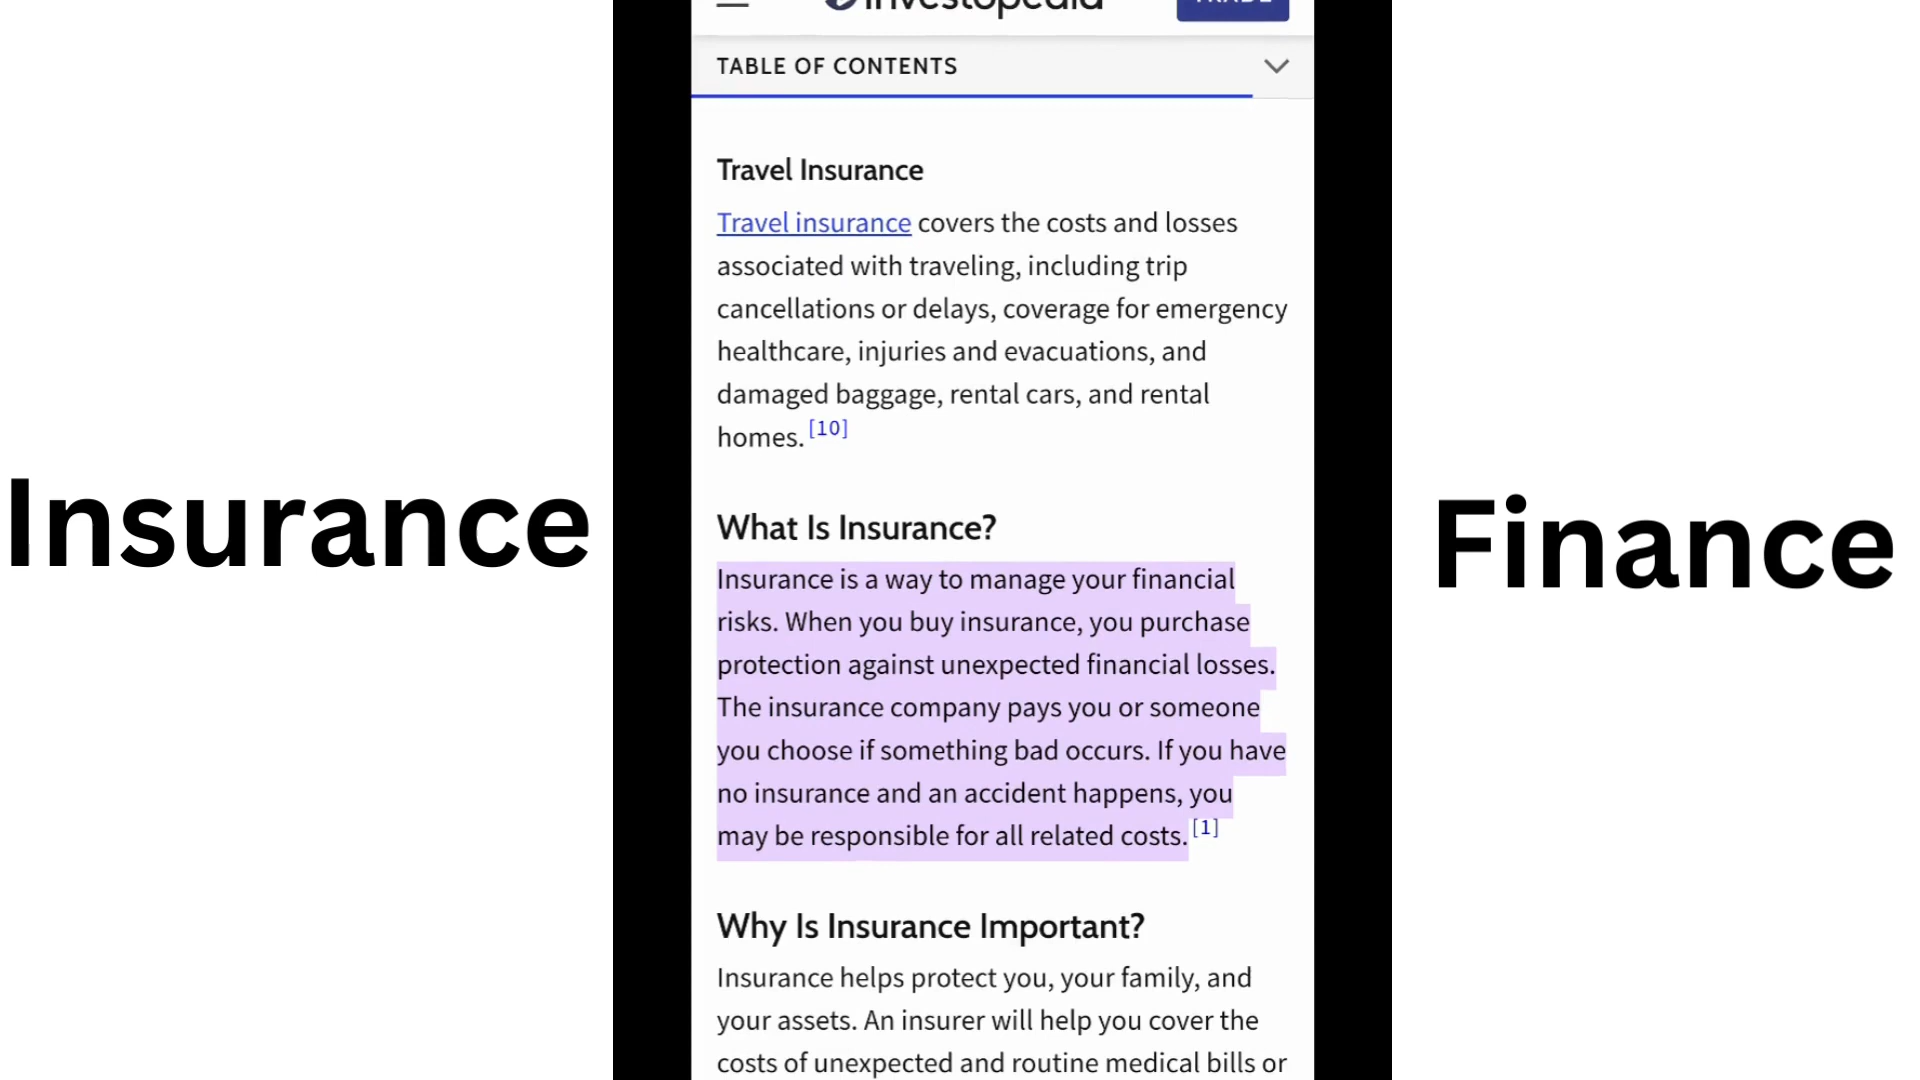 investopedia
TRADE
TABLE OF CONTENTS
Travel Insurance
Travel insurance covers the costs and losses
associated with traveling, including trip
cancellations or delays, coverage for emergency
healthcare, injuries and evacuations, and
damaged baggage, rental cars, and rental
homes. [10]
Insurance
What Is Insurance?
Finance
Insurance is a way to manage your financial
risks. When you buy insurance, you purchase
protection against unexpected financial losses.
The insurance company pays you or someone
you choose if something bad occurs. If you have
no insurance and an accident happens, you
may be responsible for all related costs. [1]
Why Is Insurance Important?
Insurance helps protect you, your family, and
your assets. An insurer will help you cover the
costs of unexpected and routine medical bills or